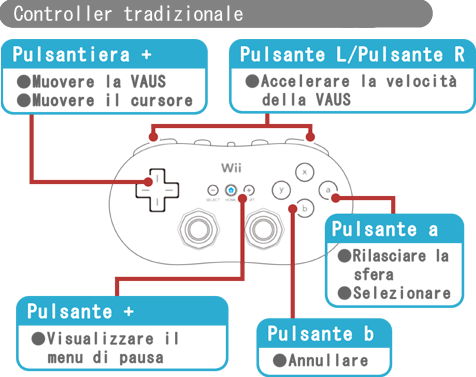 Controller tradizionale
Pulsantiera +
●Muovere la VAUS
●Muovere il cursore
Pulsante L/Pulsante R
●Accelerare la velocità
della VAUS
Wii
x
y
a
b
SELECT
HOME
Pulsante a
●Rilasciare la
sfera
●Selezionare
Pulsante +
●Visualizzare il
menu di pausa
Pulsante b
●Annullare